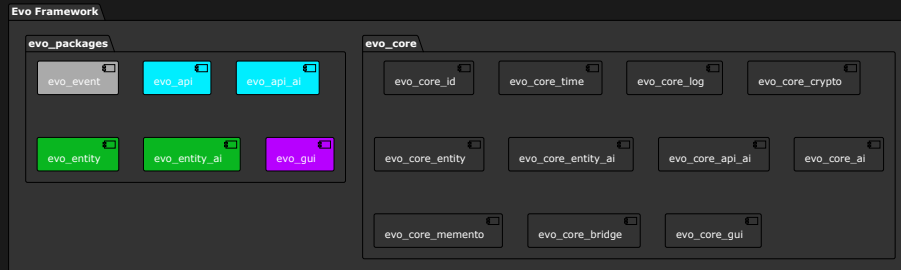 Evo Framework
evo_packages
evo_event
evo_api
evo_api_ai
evo_entity
evo_entity_ai
evo_gui
evo_core
evo_core_id
evo_core_time
evo_core_log
evo_core_crypto
evo_core_entity
evo_core_entity_ai
evo_core_api_ai
evo_core_ai
evo_core_memento
evo_core_bridge
evo_core_gui